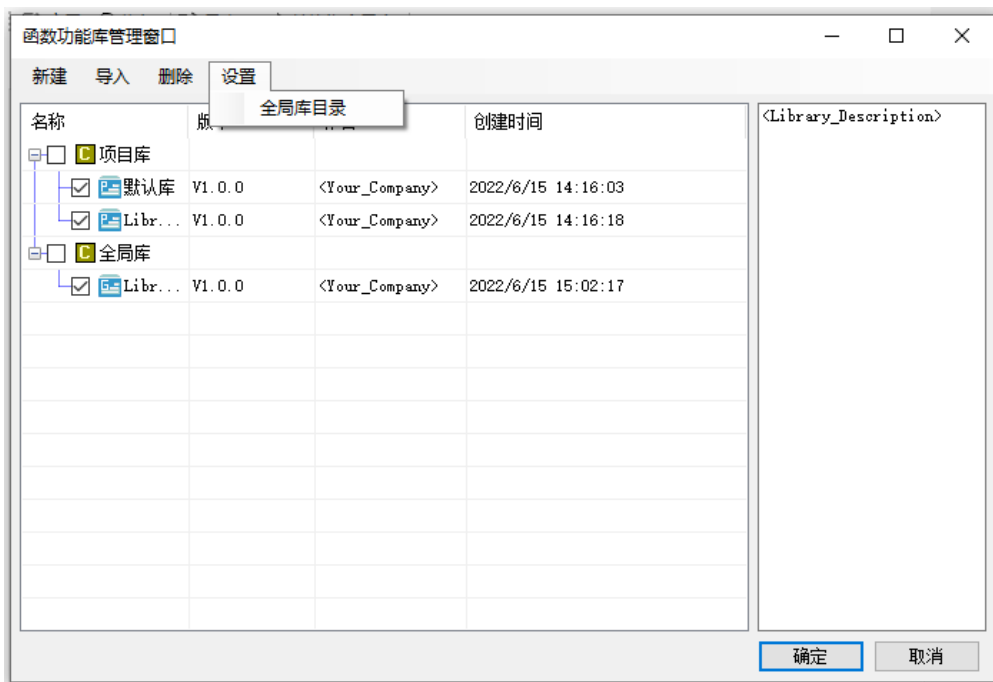 函数功能库管理窗口
新建 导入 删除 设置
全局库目录
名称 创建时间
<Library_Description>
C 项目库
默认库 V1.0.0 <Your_Company> 2022/6/15 14:16:03
Libr... V1.0.0 <Your_Company> 2022/6/15 14:16:18
C 全局库
Libr... V1.0.0 <Your_Company> 2022/6/15 15:02:17
确定 取消